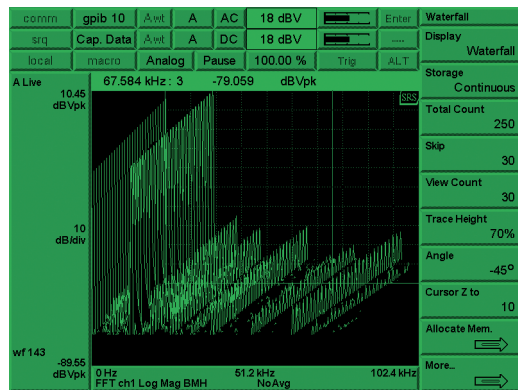 comm gpib 10 Awt A AC 18 dBV Enter Waterfall
srq Cap. Data Awt A DC 18 dBV ..... Display
Waterfall
local macro Analog Pause 100.00 % Trig ALT
Storage
Continuous
A Live 67.584 kHz : 3 -79.059 dBVpk
10.45
dBVpk
SRS
Total Count
250
Skip
30
View Count
30
Trace Height
70%
10
dB/div
Angle
-45°
Cursor Z to
10
Allocate Mem.
wf 143
-89.55
dBVpk
0 Hz 51.2 kHz 102.4 kHz
FFT ch1 Log Mag BMH NoAvg
More...